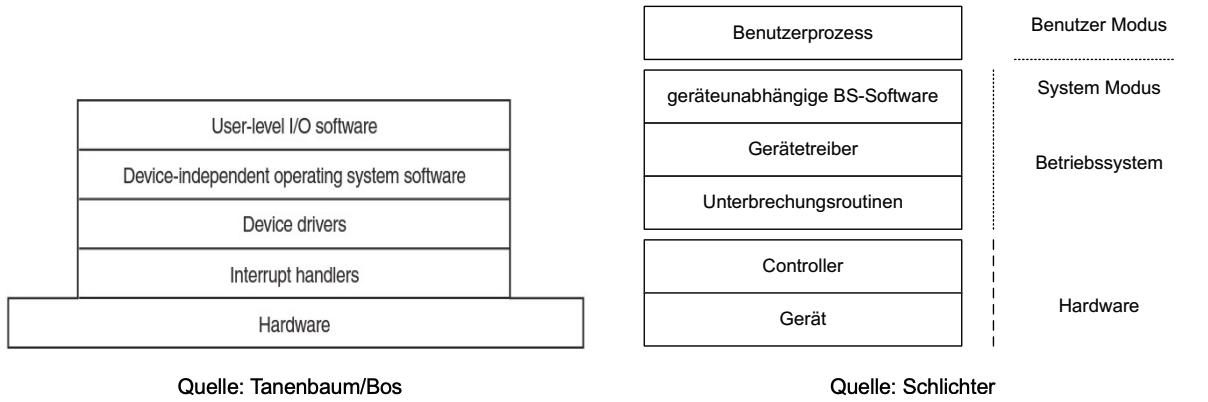 User-level I/O software
Device-independent operating system software
Device drivers
Interrupt handlers
Hardware
Quelle: Tanenbaum/Bos
Benutzerprozess
Benutzer Modus
geräteunabhängige BS-Software
System Modus
Gerätetreiber
Betriebssystem
Unterbrechungsroutinen
Controller
Hardware
Gerät
Quelle: Schlichter